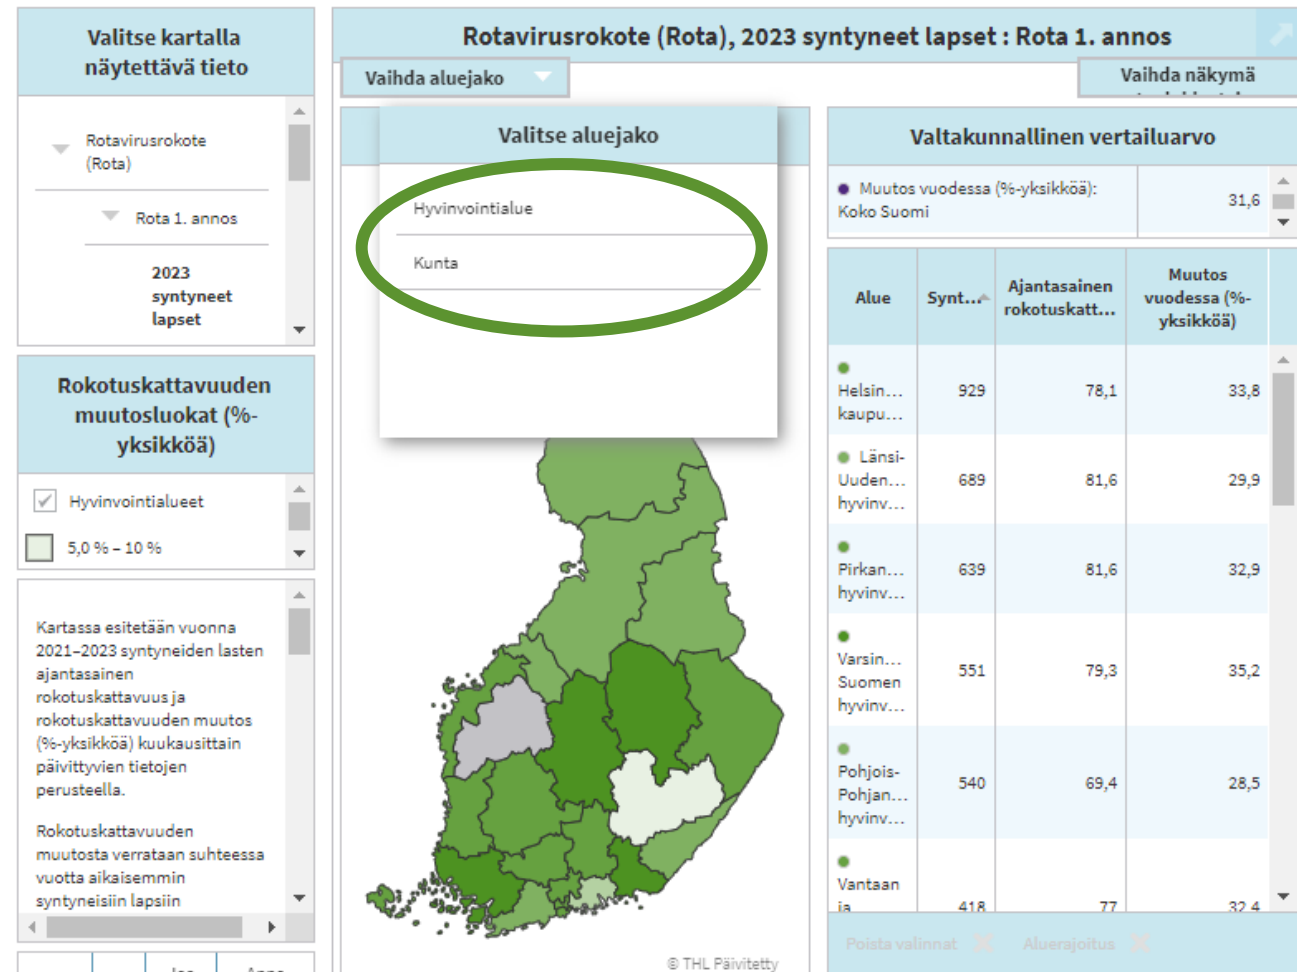 Valitse kartalla
näytettävä tieto
Rotavirusrokote
(Rota)
Rota 1. annos
2023
syntyneet
lapset
Rokotuskattavuuden
muutosluokat (%-
yksikköä)
Hyvinvointialueet
5,0 % – 10 %
Kartassa esitetään vuonna
2021–2023 syntyneiden lasten
ajantasainen
rokotuskattavuus ja
rokotuskattavuuden muutos
(%-yksikköä) kuukausittain
päivittyvien tietojen
perusteella.
Rokotuskattavuuden
muutosta verrataan suhteessa
vuotta aikaisemmin
syntyneisiin lapsiin
Rotavirusrokote (Rota), 2023 syntyneet lapset : Rota 1. annos
Vaihda aluejako
Vaihda näkymä
Valitse aluejako
Hyvinvointialue
Kunta
© THL Päivitetty
Valtakunnallinen vertailuarvo
Muutos vuodessa (%-yksikköä):
Koko Suomi
31,6
Alue
Synt...
Ajantasainen
rokotuskatt...
Muutos
vuodessa (%-
yksikköä)
Helsin...
kaupu...
929
78,1
33,8
Länsi-
Uuden...
hyvinv...
689
81,6
29,9
Pirkan...
hyvinv...
639
81,6
32,9
Varsin...
Suomen
hyvinv...
551
79,3
35,2
Pohjois-
Pohjan...
hyvinv...
540
69,4
28,5
Vantaan
ja
418
77
32,4
Poista valinnat
Aluerajoitus